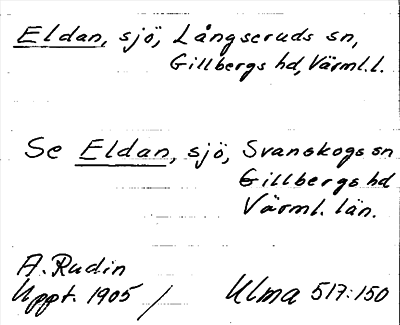 Eldan, sjö, Långseruds sn,
Gillbergs hd, Värml.l.
Se Eldan, sjö, Svanskogs sn
Gillbergs hd
Värml. län.
A. Rudin
Uppt. 1905 / Ulma 517:150